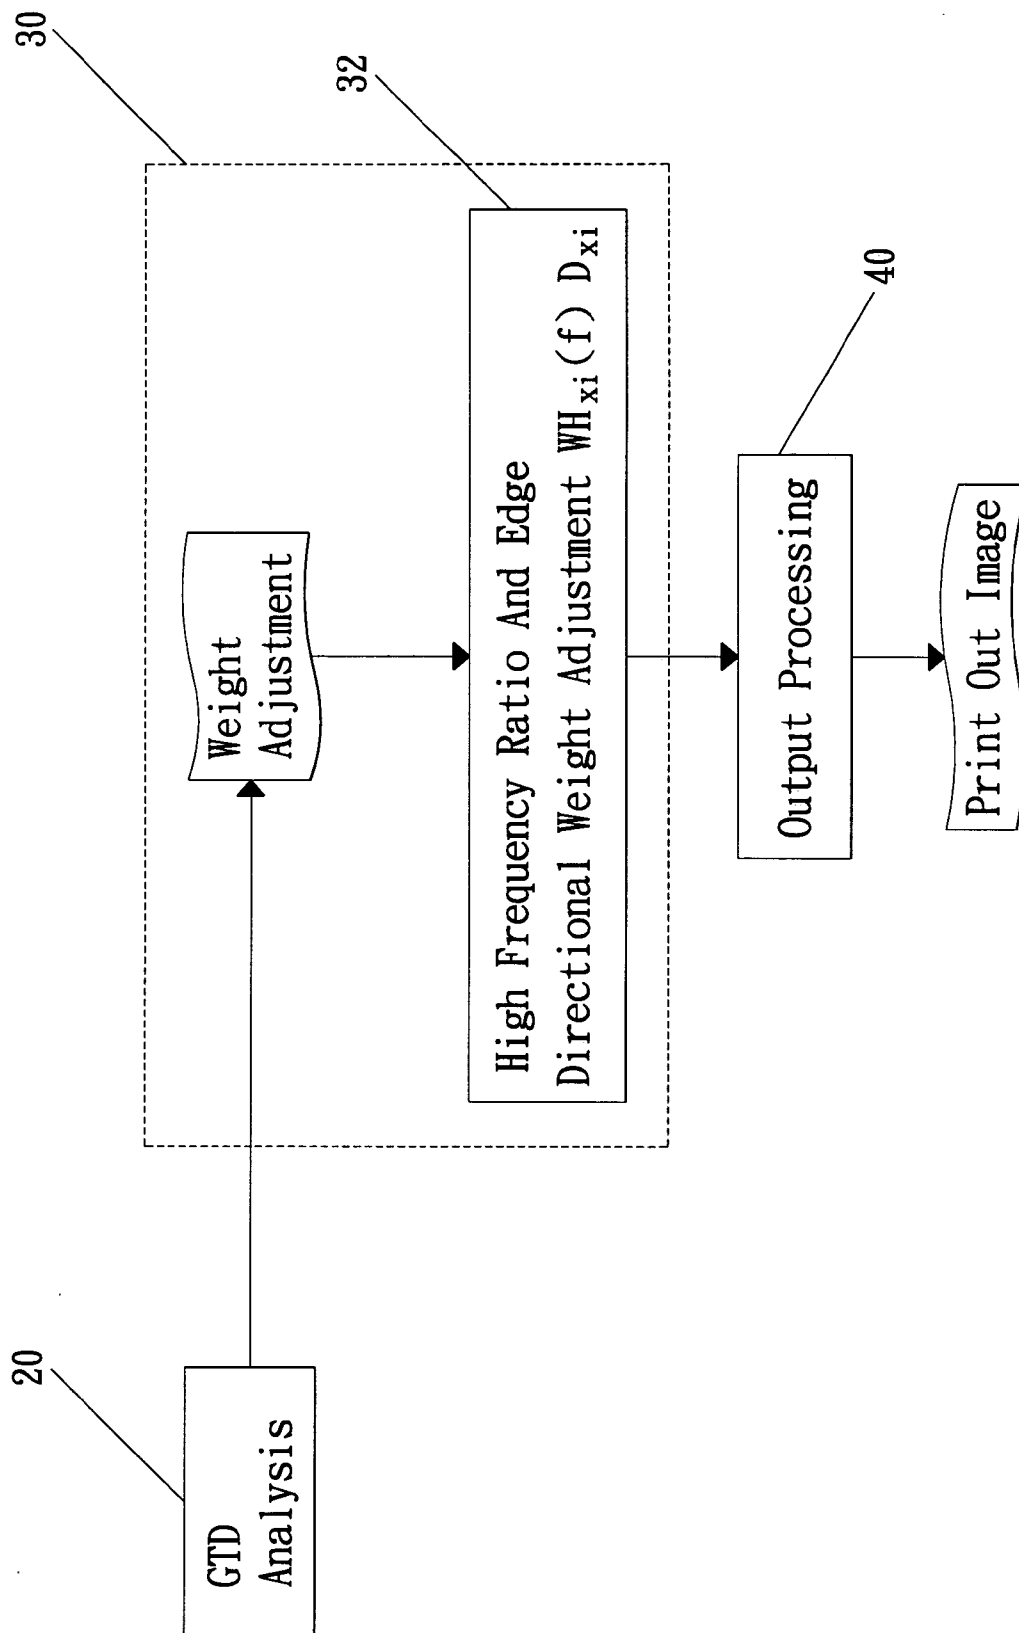 20
GTD
Analysis
30
Weight
Adjustment
32
High Frequency Ratio And Edge
Directional Weight Adjustment WHxi(f) Dxi
40
Output Processing
Print Out Image